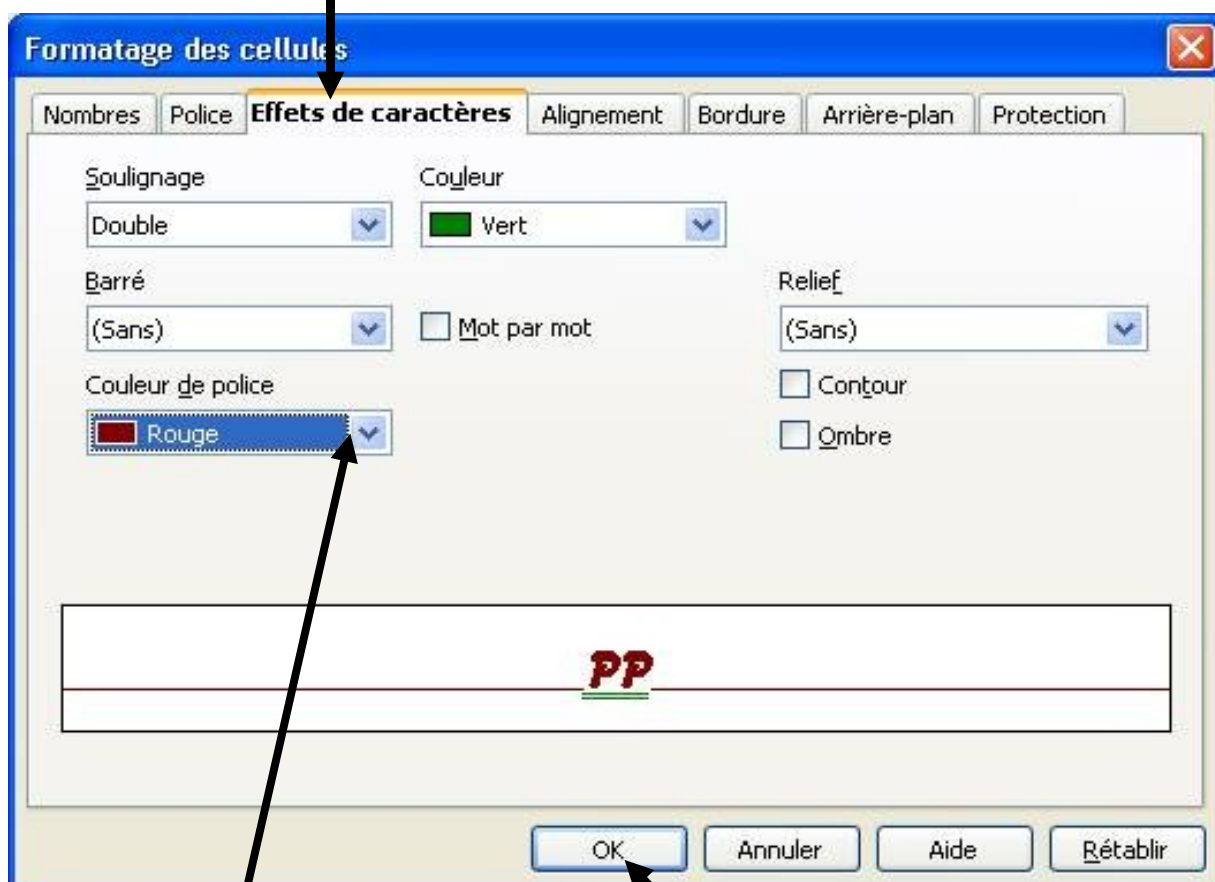 Formatage des cellules
Nombres Police Effets de caractères Alignement Bordure Arrière-plan Protection
Soulignage Couleur
Double Vert
Barré Relief
(Sans) Mot par mot (Sans)
Couleur de police Contour
Rouge Ombre
PP
OK Annuler Aide Rétablir